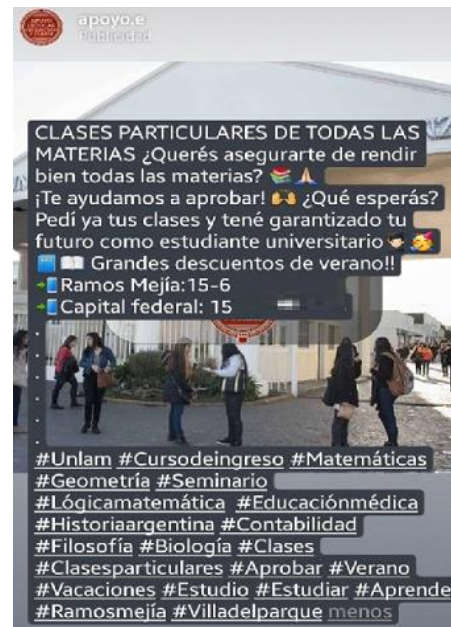 apoyo.e
Publicidad
CLASES PARTICULARES DE TODAS LAS
MATERIAS ¿Querés asegurarte de rendir
bien todas las materias? 📚🙏
¡Te ayudamos a aprobar! 🙌 ¿Qué esperás?
Pedí ya tus clases y tené garantizado tu
futuro como estudiante universitario 🧑🏻‍🎓🥳
📘📖 Grandes descuentos de verano!!
📲Ramos Mejía:15-6
📲Capital federal: 15
.
.
.
.
.
#Unlam #Cursodeingreso #Matemáticas
#Geometría #Seminario
#Lógicamatemática #Educaciónmédica
#Historiaargentina #Contabilidad
#Filosofía #Biología #Clases
#Clasesparticulares #Aprobar #Verano
#Vacaciones #Estudio #Estudiar #Aprende
#Ramosmejía #Villadelparque menos